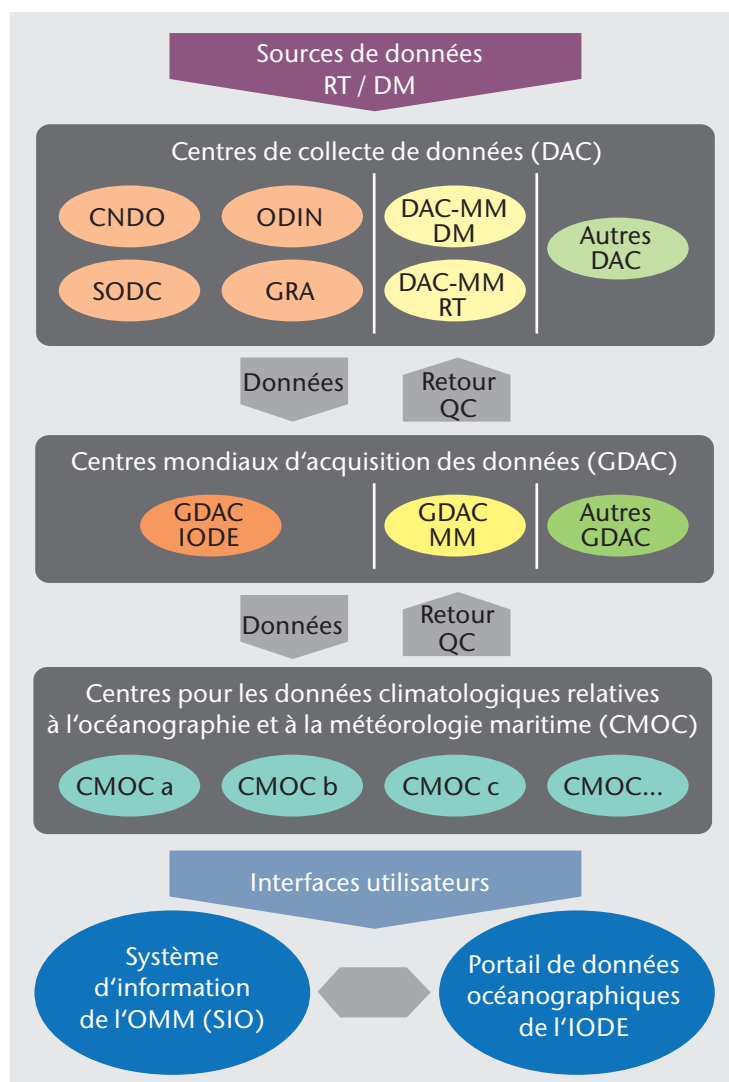 Sources de données
RT / DM
Centres de collecte de données (DAC)
CNDO
ODIN
DAC-MM
DM
Autres
DAC
SODC
GRA
DAC-MM
RT
Données
Retour
QC
Centres mondiaux d‘acquisition des données (GDAC)
GDAC
IODE
GDAC
MM
Autres
GDAC
Données
Retour
QC
Centres pour les données climatologiques relatives
à l‘océanographie et à la météorologie maritime (CMOC)
CMOC a
CMOC b
CMOC c
CMOC...
Interfaces utilisateurs
Système
d‘information
de l‘OMM (SIO)
Portail de données
océanographiques
de l‘IODE